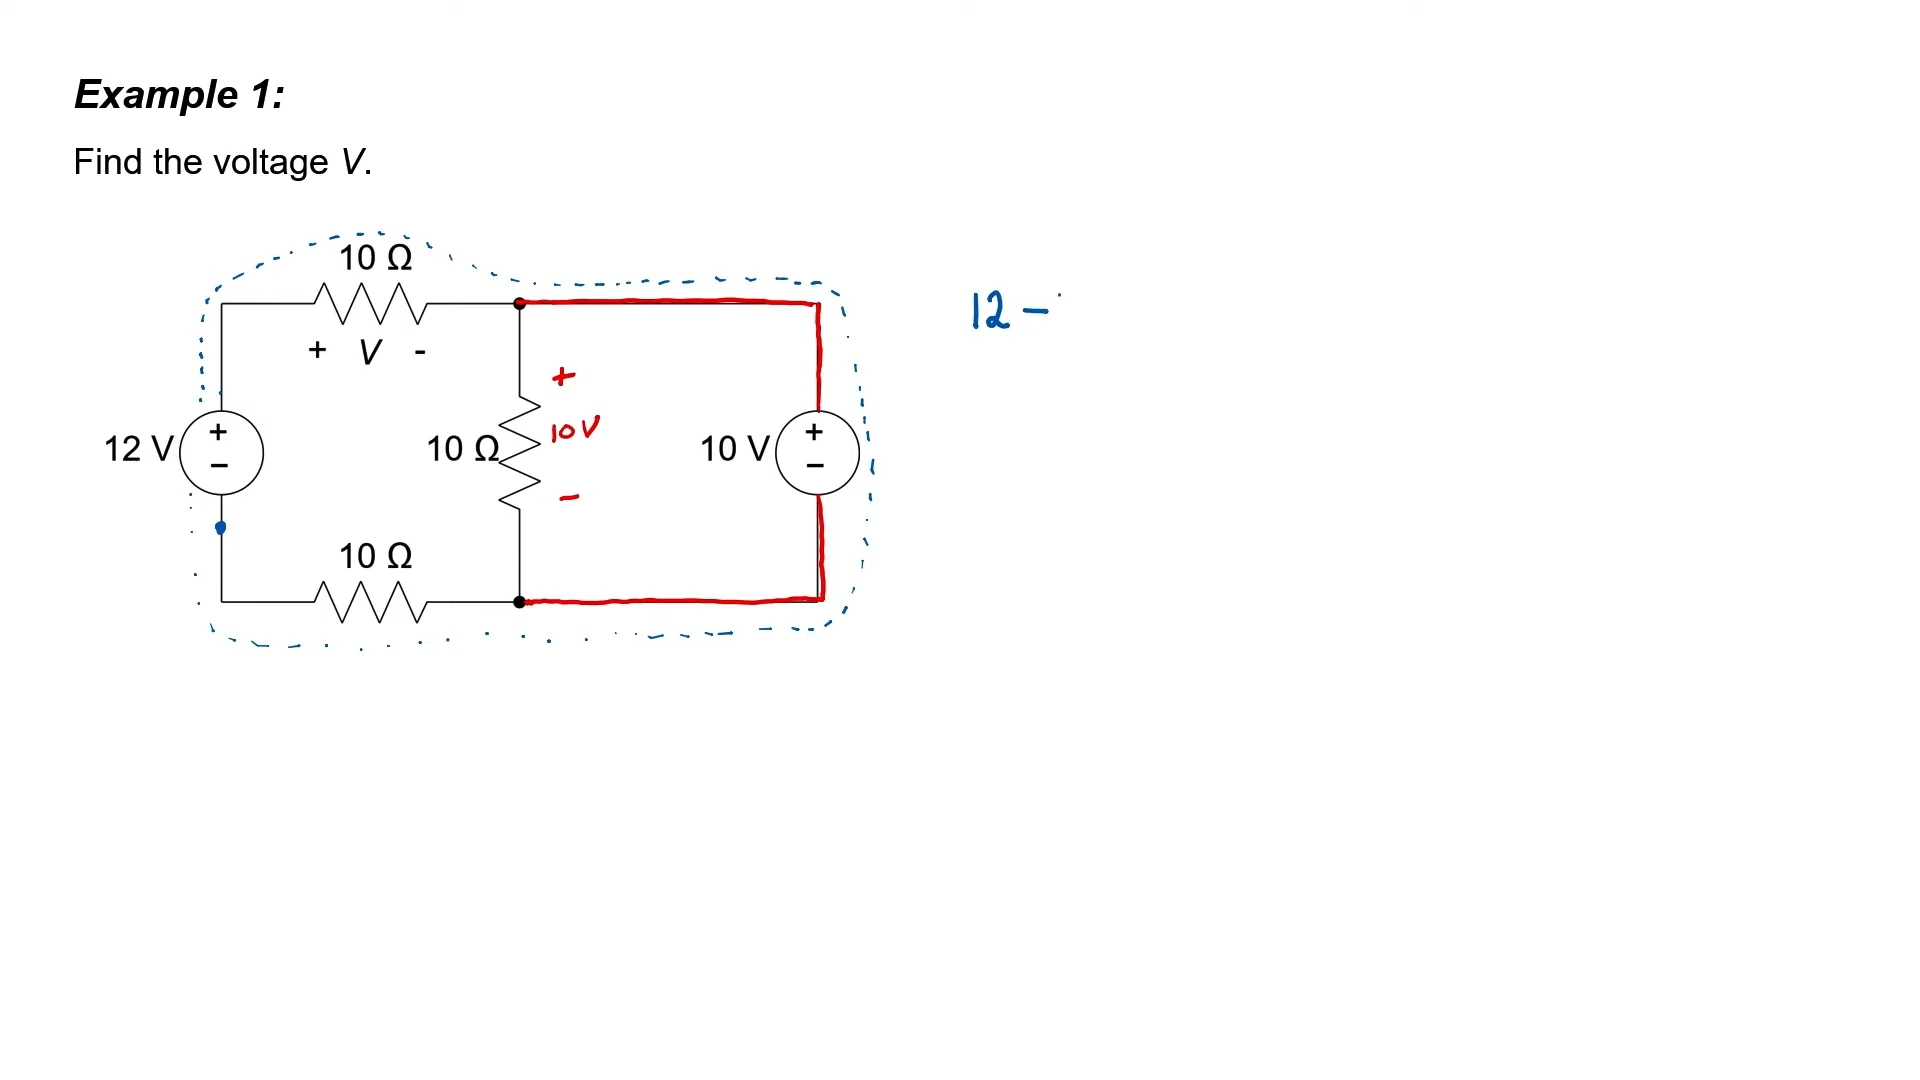 Example 1:
Find the voltage V.
10 Ω
+ V -
12 V
+
−
10 Ω
+
10V
−
10 V
+
−
10 Ω
12 −